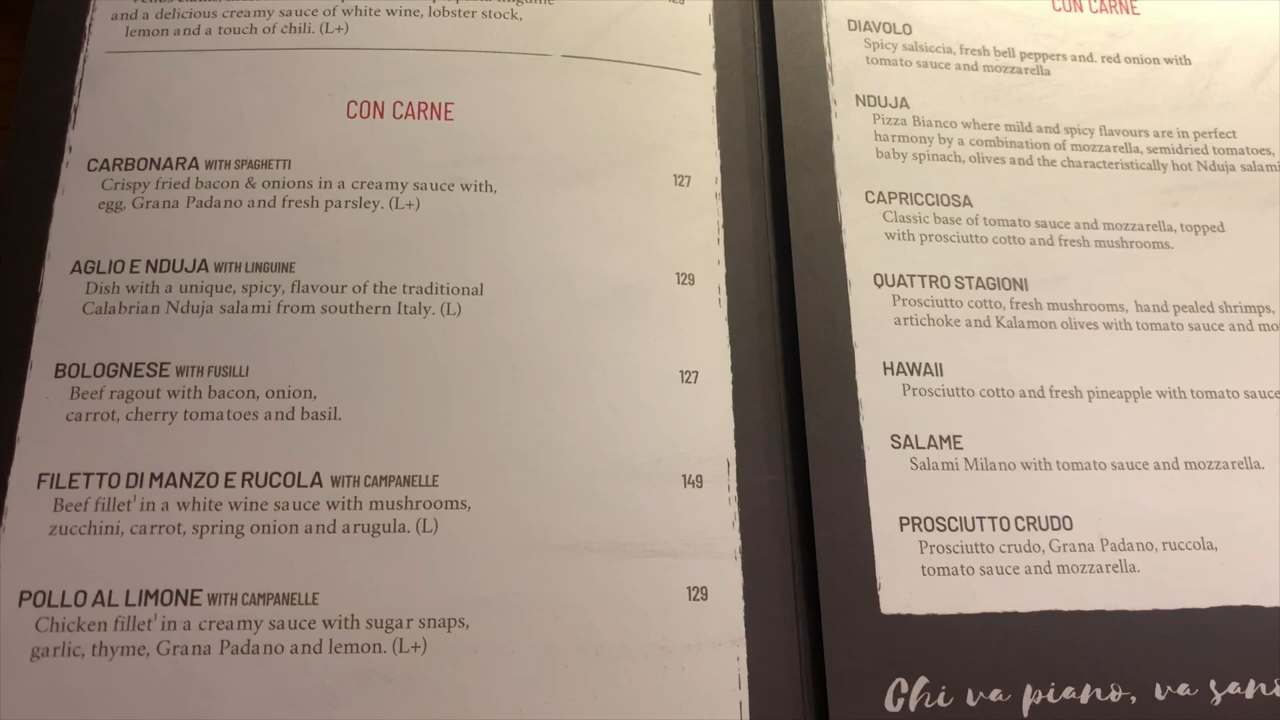 and a delicious creamy sauce of white wine, lobster stock,
lemon and a touch of chili. (L+)
CON CARNE
CARBONARA WITH SPAGHETTI
Crispy fried bacon & onions in a creamy sauce with, 127
egg, Grana Padano and fresh parsley. (L+)
AGLIO E NDUJA WITH LINGUINE
Dish with a unique, spicy, flavour of the traditional 129
Calabrian Nduja salami from southern Italy. (L)
BOLOGNESE WITH FUSILLI
Beef ragout with bacon, onion, 127
carrot, cherry tomatoes and basil.
FILETTO DI MANZO E RUCOLA WITH CAMPANELLE 149
Beef fillet¹ in a white wine sauce with mushrooms,
zucchini, carrot, spring onion and arugula. (L)
POLLO AL LIMONE WITH CAMPANELLE 129
Chicken fillet¹ in a creamy sauce with sugar snaps,
garlic, thyme, Grana Padano and lemon. (L+)
CON CARNE
DIAVOLO
Spicy salsiccia, fresh bell peppers and. red onion with
tomato sauce and mozzarella
NDUJA
Pizza Bianco where mild and spicy flavours are in perfect
harmony by a combination of mozzarella, semidried tomatoes,
baby spinach, olives and the characteristically hot Nduja salami
CAPRICCIOSA
Classic base of tomato sauce and mozzarella, topped
with prosciutto cotto and fresh mushrooms.
QUATTRO STAGIONI
Prosciutto cotto, fresh mushrooms, hand pealed shrimps,
artichoke and Kalamon olives with tomato sauce and mo
HAWAII
Prosciutto cotto and fresh pineapple with tomato sauce
SALAME
Salami Milano with tomato sauce and mozzarella.
PROSCIUTTO CRUDO
Prosciutto crudo, Grana Padano, ruccola,
tomato sauce and mozzarella.
Chi va piano, va sano